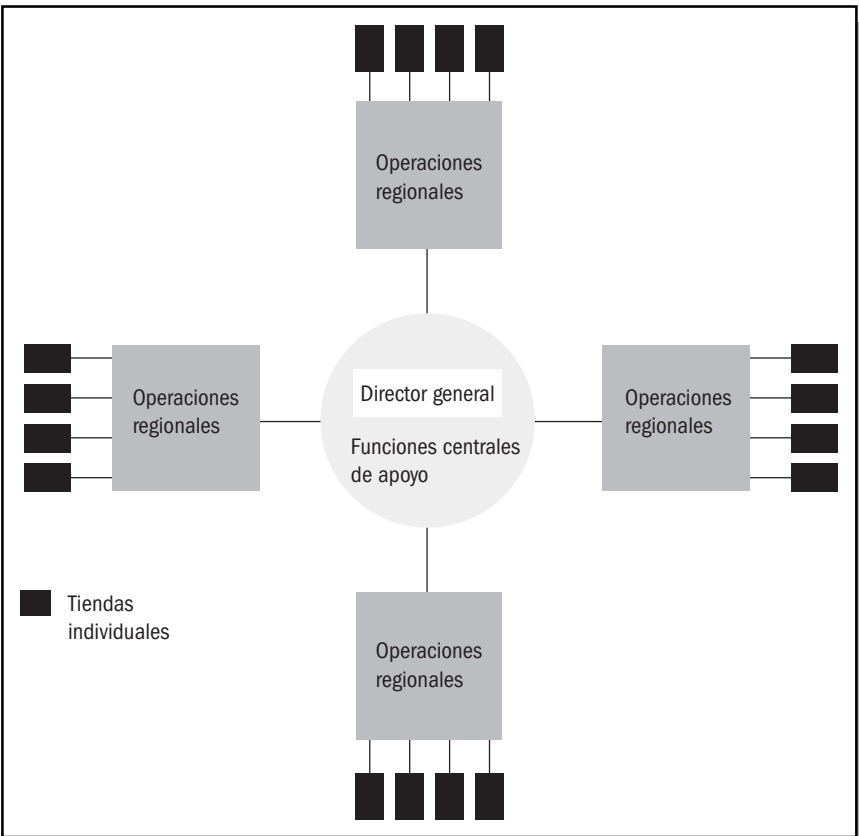 Operaciones
regionales
Operaciones
regionales
Director general
Funciones centrales
de apoyo
Operaciones
regionales
Tiendas
individuales
Operaciones
regionales